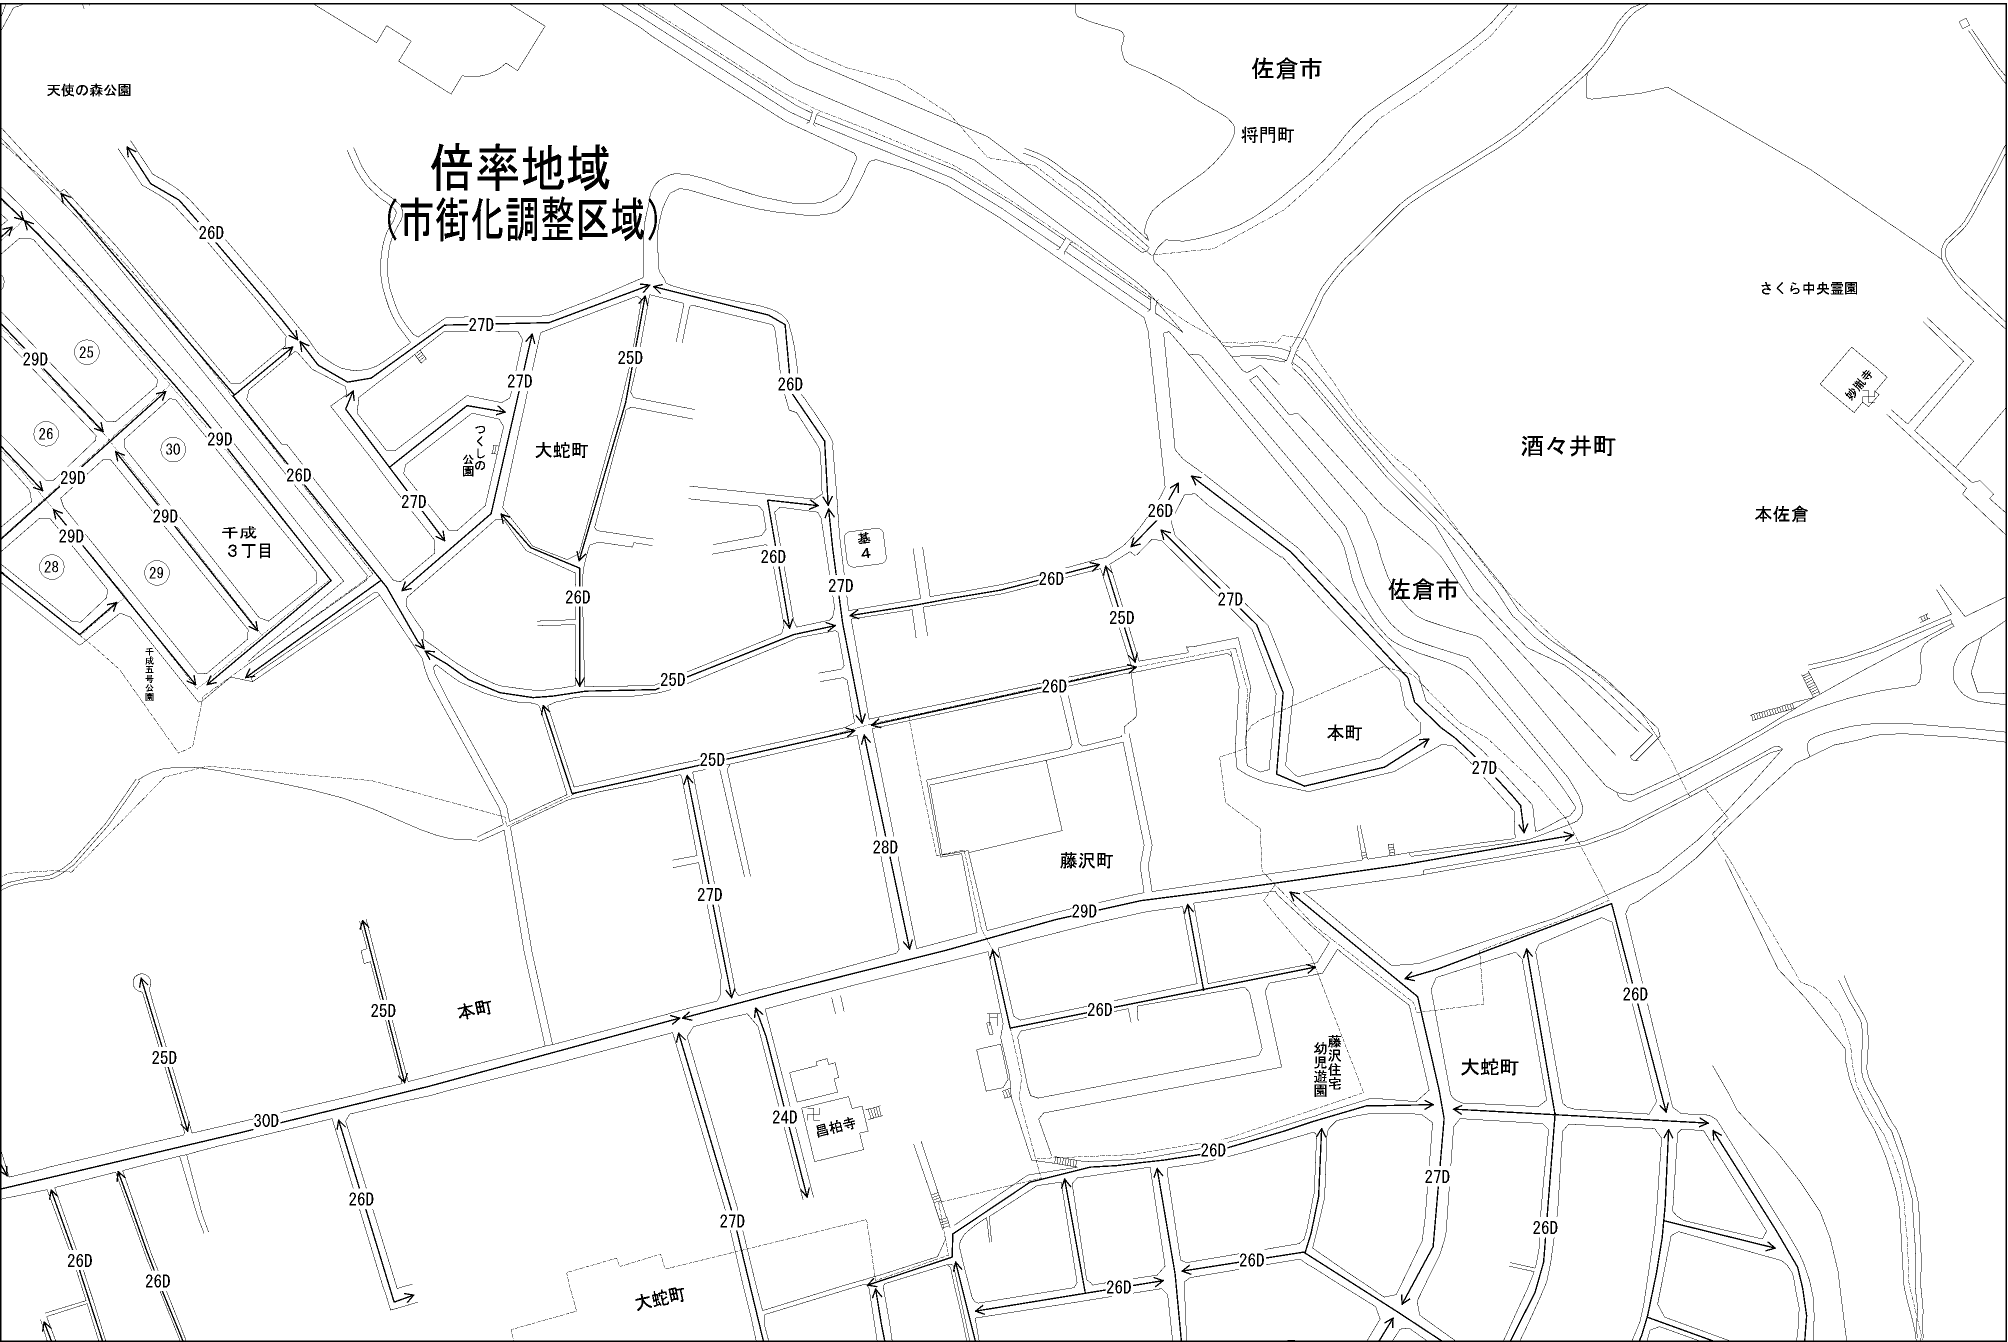 佐倉市
天使の森公園
将門町
倍率地域
(市街化調整区域)
26D
さくら中央霊園
27D
25
29D
25D
27D
26D
妙胤寺
26
30
29D
つくしの
公園
大蛇町
酒々井町
26D
29D
27D
26D
29D
29D
千成
3丁目
基
4
本佐倉
28
29
26D
27D
26D
26D
27D
佐倉市
25D
千成五号公園
25D
26D
本町
25D
27D
28D
藤沢町
27D
29D
25D
本町
26D
26D
25D
藤沢住宅
幼児遊園
大蛇町
30D
24D
昌柏寺
26D
27D
26D
27D
26D
26D
26D
26D
26D
大蛇町